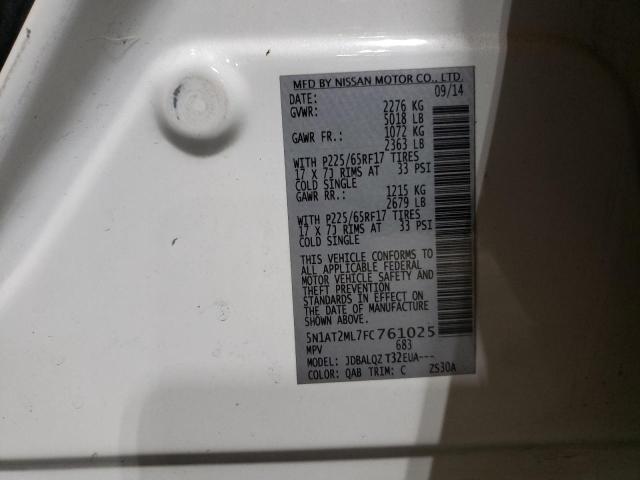 MFD BY NISSAN MOTOR CO., LTD.
DATE: 09/14
GVWR: 2276 KG
5018 LB
GAWR FR.: 1072 KG
2363 LB
WITH P225/65RF17 TIRES
17 X 7J RIMS AT 33 PSI
COLD SINGLE
GAWR RR.: 1215 KG
2679 LB
WITH P225/65RF17 TIRES
17 X 7J RIMS AT 33 PSI
COLD SINGLE
THIS VEHICLE CONFORMS TO
ALL APPLICABLE FEDERAL
MOTOR VEHICLE SAFETY AND
THEFT PREVENTION
STANDARDS IN EFFECT ON
THE DATE OF MANUFACTURE
SHOWN ABOVE.
5N1AT2ML7FC761025
MPV 683
MODEL: JDBALQZ T32EUA---
COLOR: QAB TRIM: C ZS30A